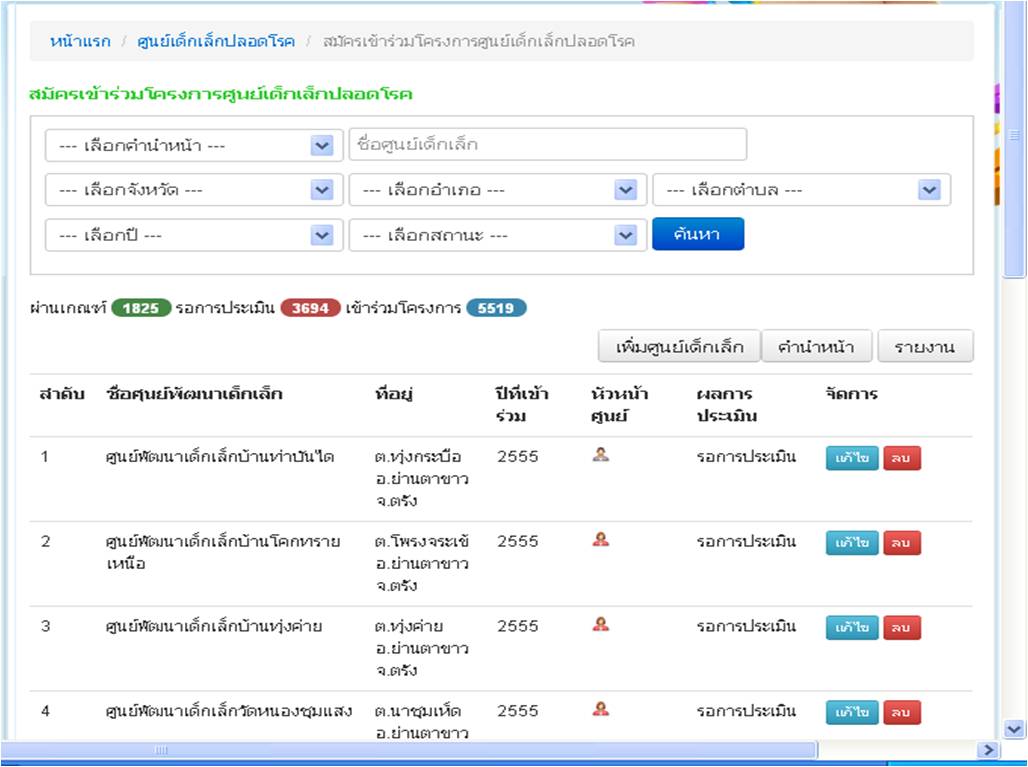 หน้าแรก / ศูนย์เด็กเล็กปลอดโรค / สมัครเข้าร่วมโครงการศูนย์เด็กเล็กปลอดโรค
สมัครเข้าร่วมโครงการศูนย์เด็กเล็กปลอดโรค
--- เลือกคำนำหน้า --- ชื่อศูนย์เด็กเล็ก
--- เลือกจังหวัด --- --- เลือกอำเภอ --- --- เลือกตำบล ---
--- เลือกปี --- --- เลือกสถานะ --- ค้นหา
ผ่านเกณฑ์ 1825 รอการประเมิน 3694 เข้าร่วมโครงการ 5519
เพิ่มศูนย์เด็กเล็ก คำนำหน้า รายงาน
ลำดับ ชื่อศูนย์พัฒนาเด็กเล็ก ที่อยู่ ปีที่เข้า หัวหน้า ผลการ จัดการ
ร่วม ศูนย์ ประเมิน
1 ศูนย์พัฒนาเด็กเล็กบ้านท่าบันได ต.ทุ่งกระบือ 2555 รอการประเมิน แก้ไข ลบ
อ.ย่านตาขาว
จ.ตรัง
2 ศูนย์พัฒนาเด็กเล็กบ้านโคกทราย ต.โพรงจระเข้ 2555 รอการประเมิน แก้ไข ลบ
เหนือ อ.ย่านตาขาว
จ.ตรัง
3 ศูนย์พัฒนาเด็กเล็กบ้านทุ่งค่าย ต.ทุ่งค่าย 2555 รอการประเมิน แก้ไข ลบ
อ.ย่านตาขาว
จ.ตรัง
4 ศูนย์พัฒนาเด็กเล็กวัดหนองชุมแสง ต.นาชุมเห็ด 2555 รอการประเมิน แก้ไข ลบ
อ.ย่านตาขาว